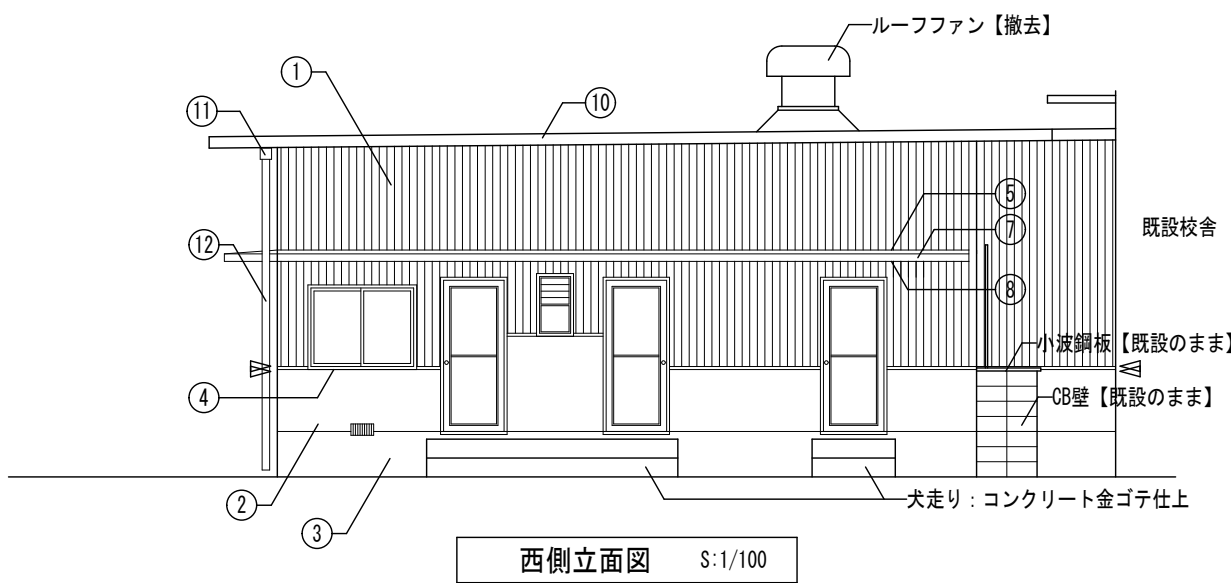 ルーフファン【撤去】
①
⑩
⑪
⑤
⑦
既設校舎
⑫
⑧
小波鋼板【既設のまま】
④
CB壁【既設のまま】
②
犬走り：コンクリート金ゴテ仕上
③
西側立面図 S:1/100